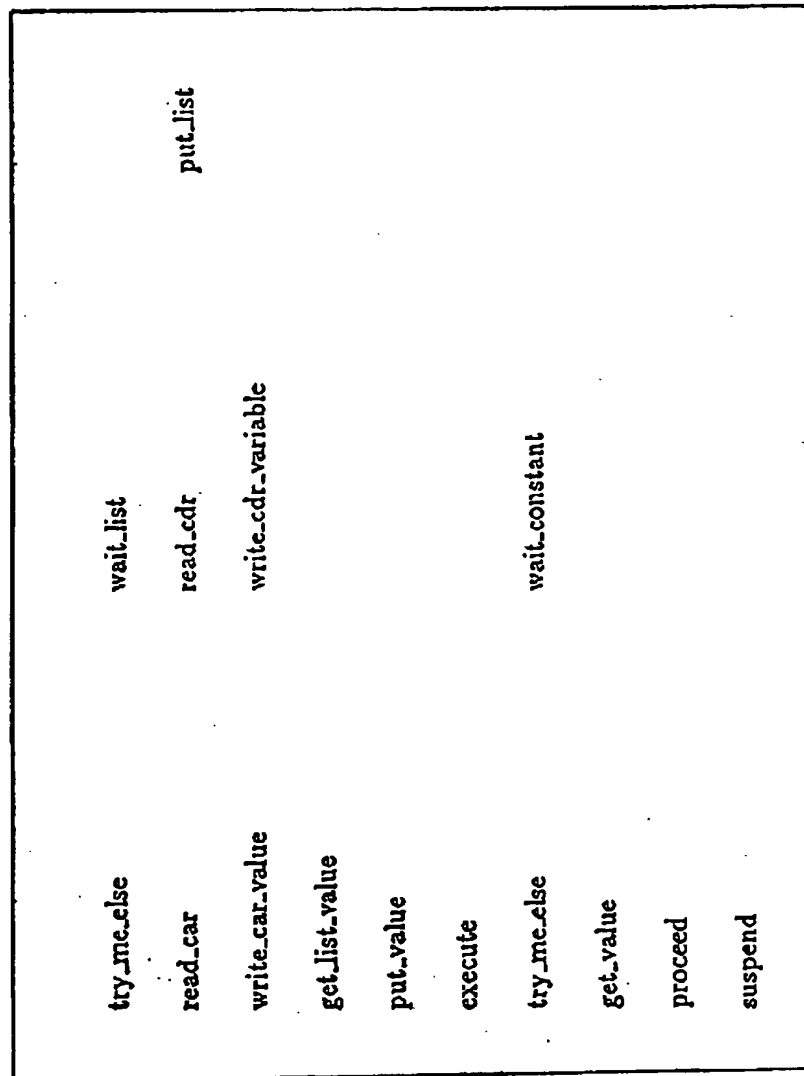 try_me_else wait_list
read_car read_cdr put_list
write_car_value write_cdr_variable
get_list_value
put_value
execute
try_me_else wait_constant
get_value
proceed
suspend